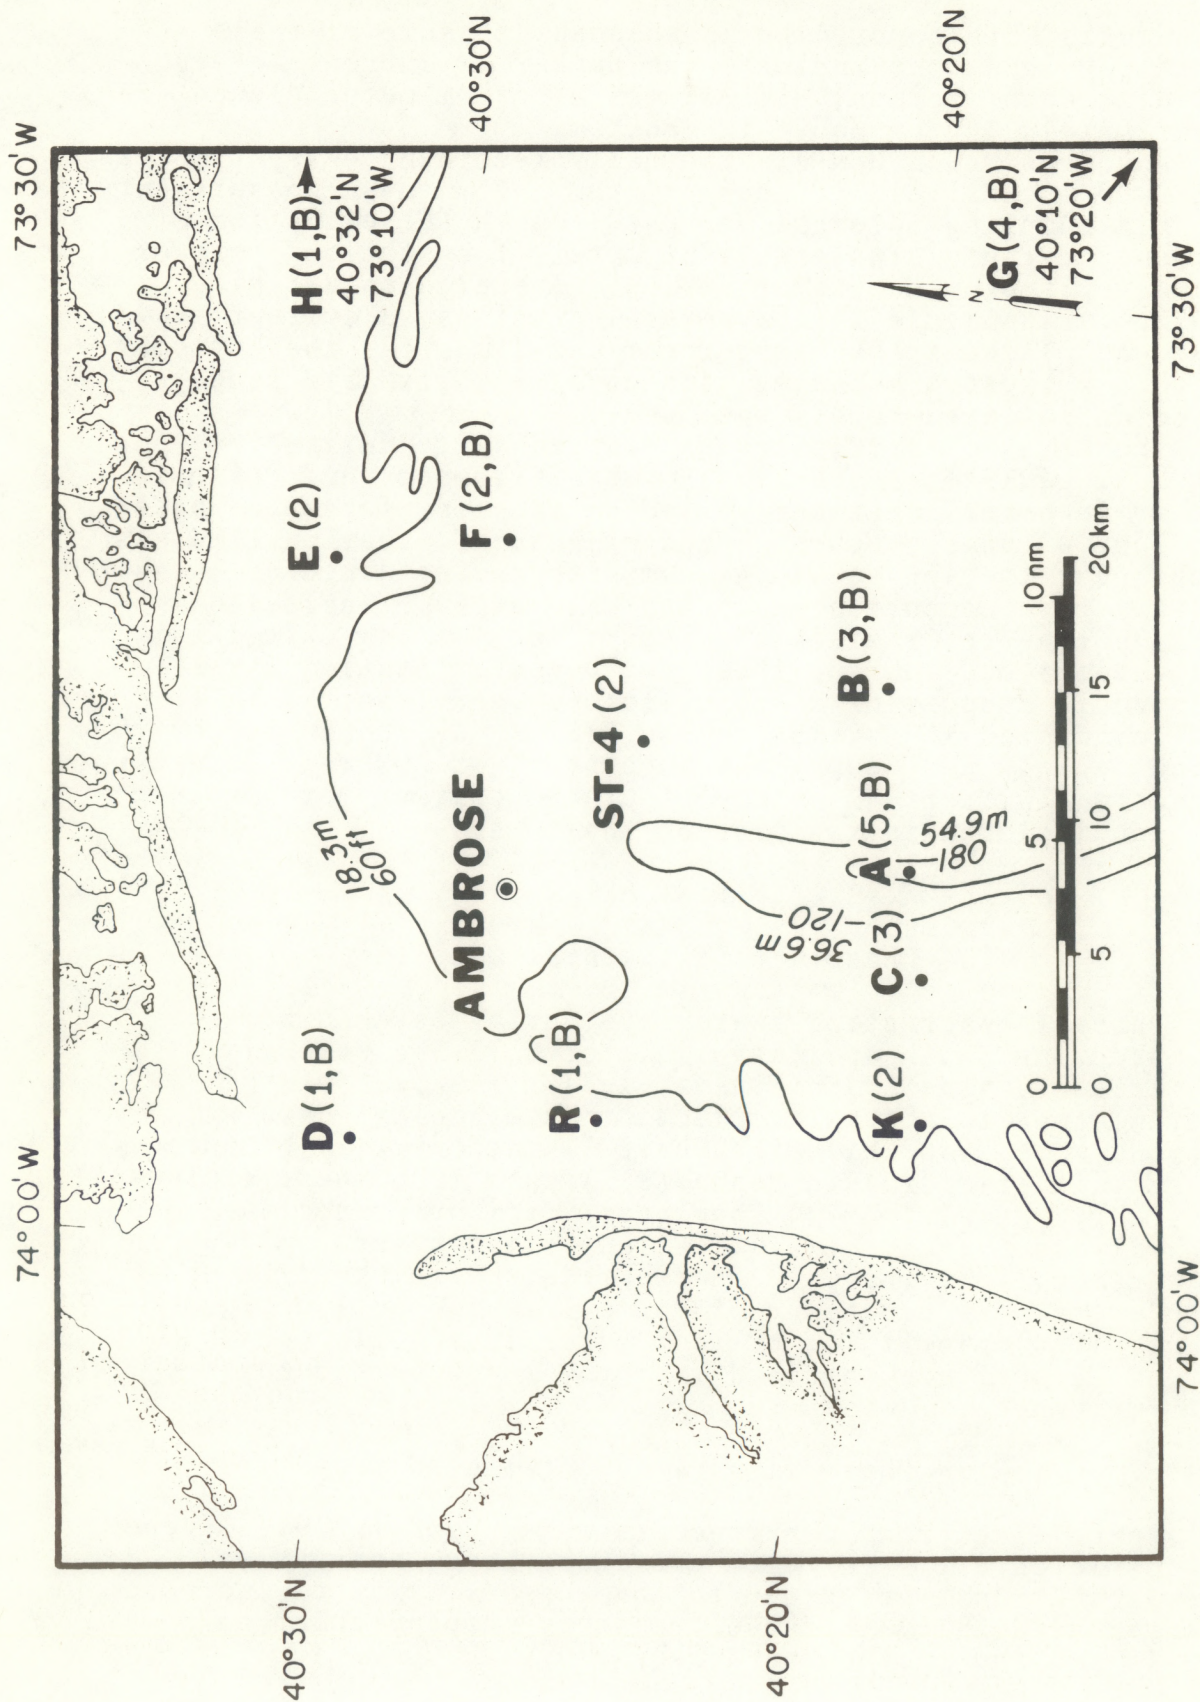 73°30'W
74°00'W
40°30'N
40°20'N
40°30'N
40°20'N
H (1,B)
40°32'N
73°10'W
E (2)
D (1,B)
18.3m
60ft
F (2,B)
AMBROSE
R (1,B)
ST-4 (2)
B (3,B)
A (5,B)
54.9m
180
36.6m
120
C (3)
K (2)
N
G (4,B)
40°10'N
73°20'W
0 5 10nm
0 5 10 15 20km
73°30'W
74°00'W